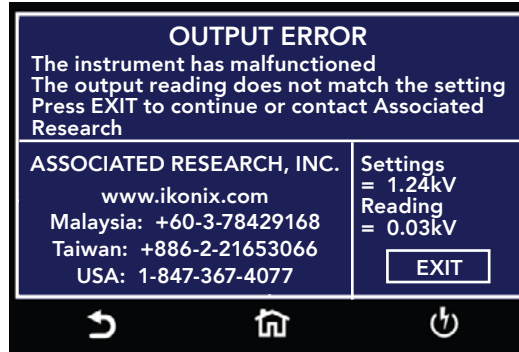 OUTPUT ERROR
The instrument has malfunctioned
The output reading does not match the setting
Press EXIT to continue or contact Associated
Research
ASSOCIATED RESEARCH, INC.
www.ikonix.com
Malaysia: +60-3-78429168
Taiwan: +886-2-21653066
USA: 1-847-367-4077
Settings
= 1.24kV
Reading
= 0.03kV
EXIT